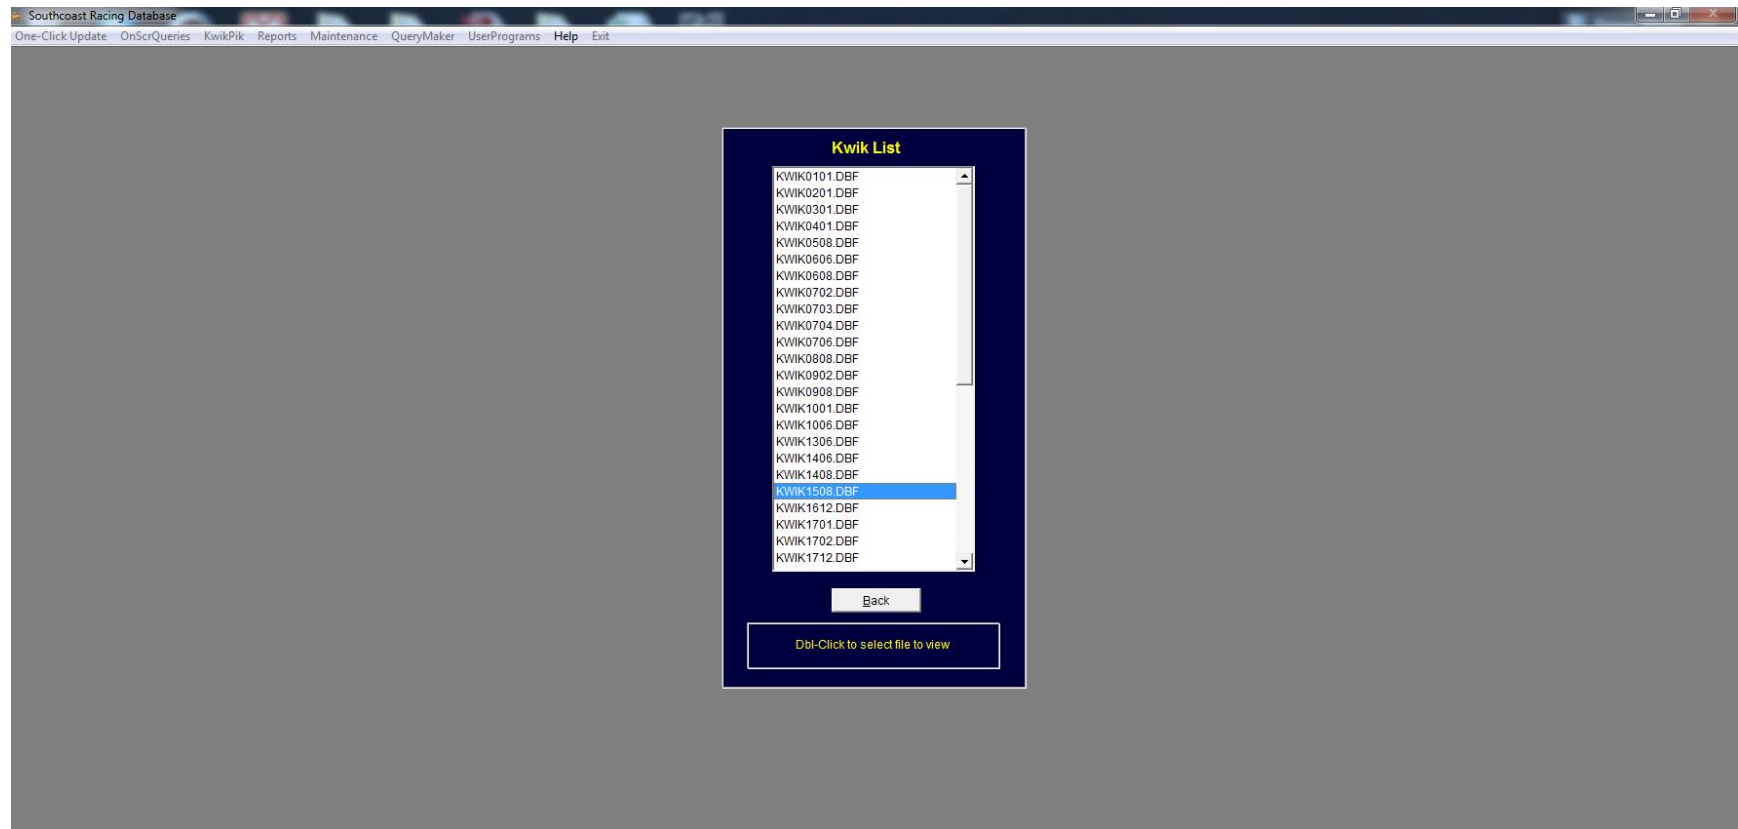 Southcoast Racing Database
One-Click Update OnScrQueries KwikPik Reports Maintenance QueryMaker UserPrograms Help Exit
Kwik List
KWIK0101.DBF
KWIK0201.DBF
KWIK0301.DBF
KWIK0401.DBF
KWIK0508.DBF
KWIK0606.DBF
KWIK0608.DBF
KWIK0702.DBF
KWIK0703.DBF
KWIK0704.DBF
KWIK0706.DBF
KWIK0808.DBF
KWIK0902.DBF
KWIK0908.DBF
KWIK1001.DBF
KWIK1006.DBF
KWIK1306.DBF
KWIK1406.DBF
KWIK1408.DBF
KWIK1508.DBF
KWIK1612.DBF
KWIK1701.DBF
KWIK1702.DBF
KWIK1712.DBF
Back
Dbl-Click to select file to view